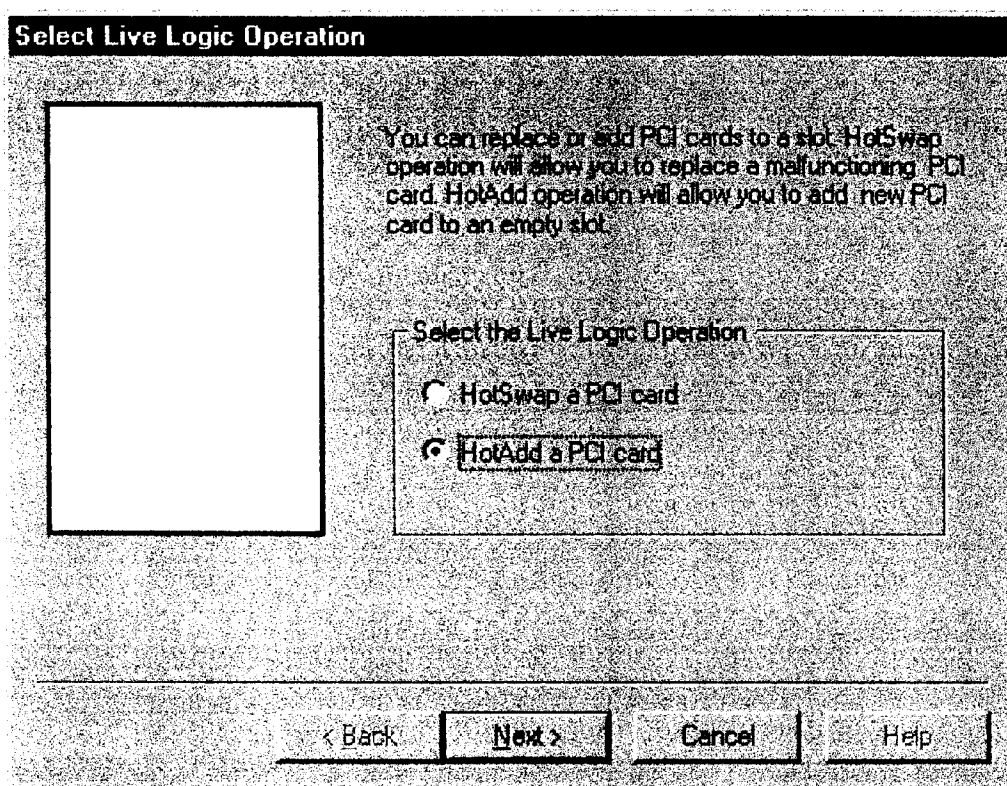 Select Live Logic Operation
You can replace or add PCI cards to a slot. HotSwap
operation will allow you to replace a malfunctioning PCI
card. HotAdd operation will allow you to add new PCI
card to an empty slot.
Select the Live Logic Operation
HotSwap a PCI card
HotAdd a PCI card
< Back
Next >
Cancel
Help